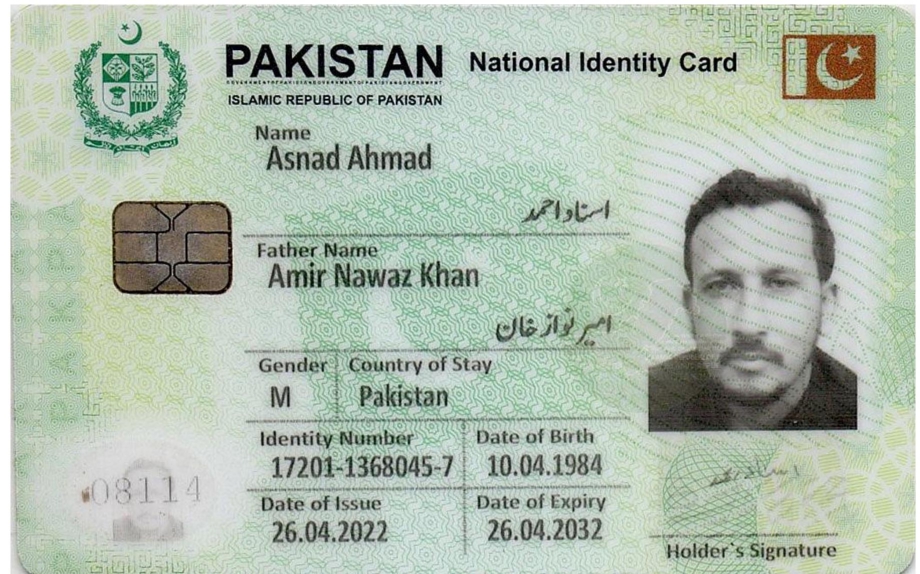 PAKISTAN National Identity Card
ISLAMIC REPUBLIC OF PAKISTAN
Name
Asnad Ahmad
اسناد احمد
Father Name
Amir Nawaz Khan
امیر نواز خان
Gender Country of Stay
M Pakistan
Identity Number Date of Birth
17201-1368045-7 10.04.1984
Date of Issue Date of Expiry
26.04.2022 26.04.2032
08114
Holder's Signature
PAKIS